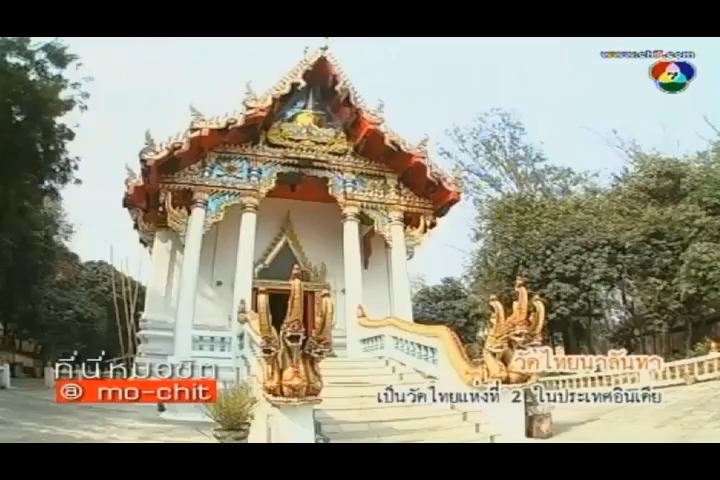 www.ch7.com
7
ที่นี่หมอชิต
@ mo-chit
วัดไทยนาลันทา
เป็นวัดไทยแห่งที่ 2 ในประเทศอินเดีย